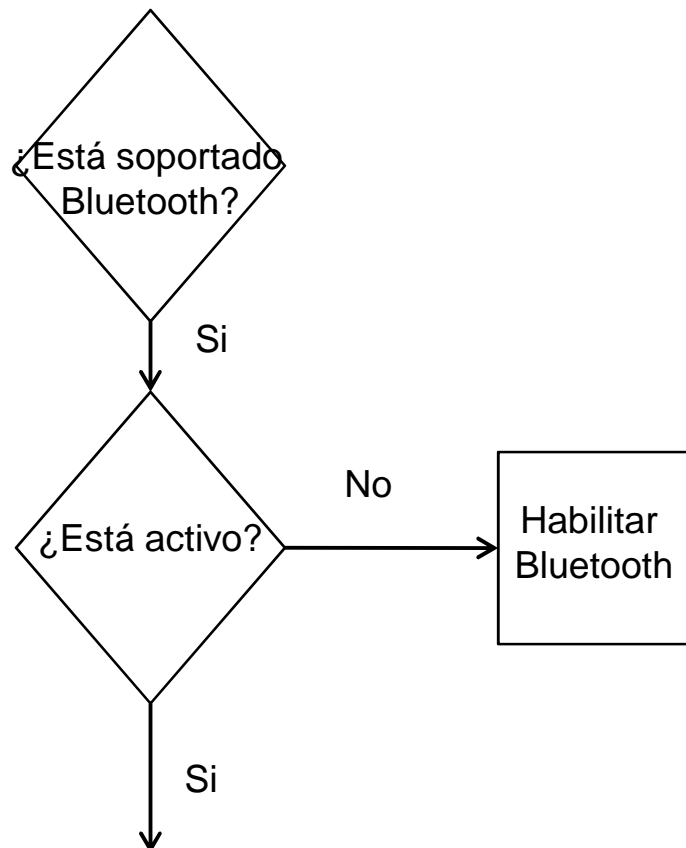 ¿Está soportado
Bluetooth?
Si
No
¿Está activo?
Habilitar
Bluetooth
Si